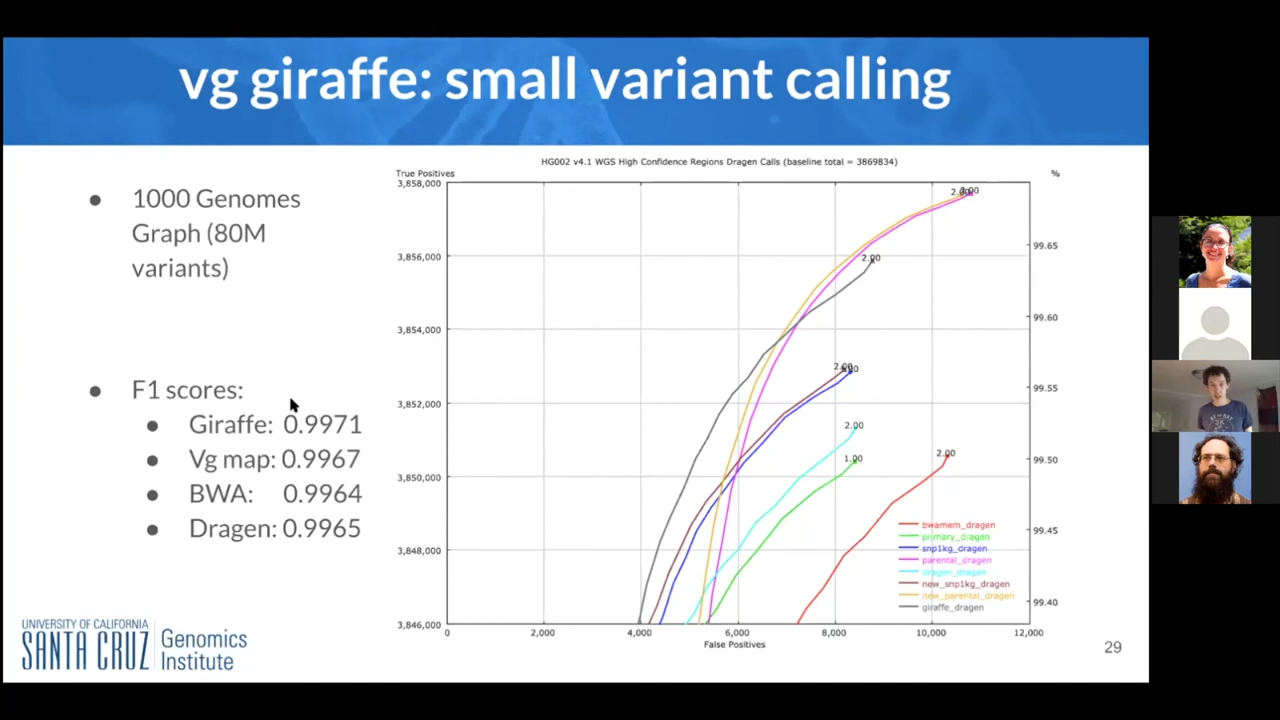 vg giraffe: small variant calling
1000 Genomes
Graph (80M
variants)
F1 scores:
Giraffe: 0.9971
Vg map: 0.9967
BWA: 0.9964
Dragen: 0.9965
HG002 v4.1 WGS High Confidence Regions Dragen Calls (baseline total = 3869834)
True Positives
%
3,858,000
3,856,000
3,854,000
3,852,000
3,850,000
3,848,000
3,846,000
99.65
99.60
99.55
99.50
99.45
99.40
2.00
2.00
2.00
2.00
1.00
2.00
bwamem_dragen
primary_dragen
snp1kg_dragen
parental_dragen
dragen_dragen
new_snp1kg_dragen
new_parental_dragen
giraffe_dragen
0
2,000
4,000
6,000
8,000
10,000
12,000
False Positives
UNIVERSITY OF CALIFORNIA
SANTA CRUZ
Genomics
Institute
29